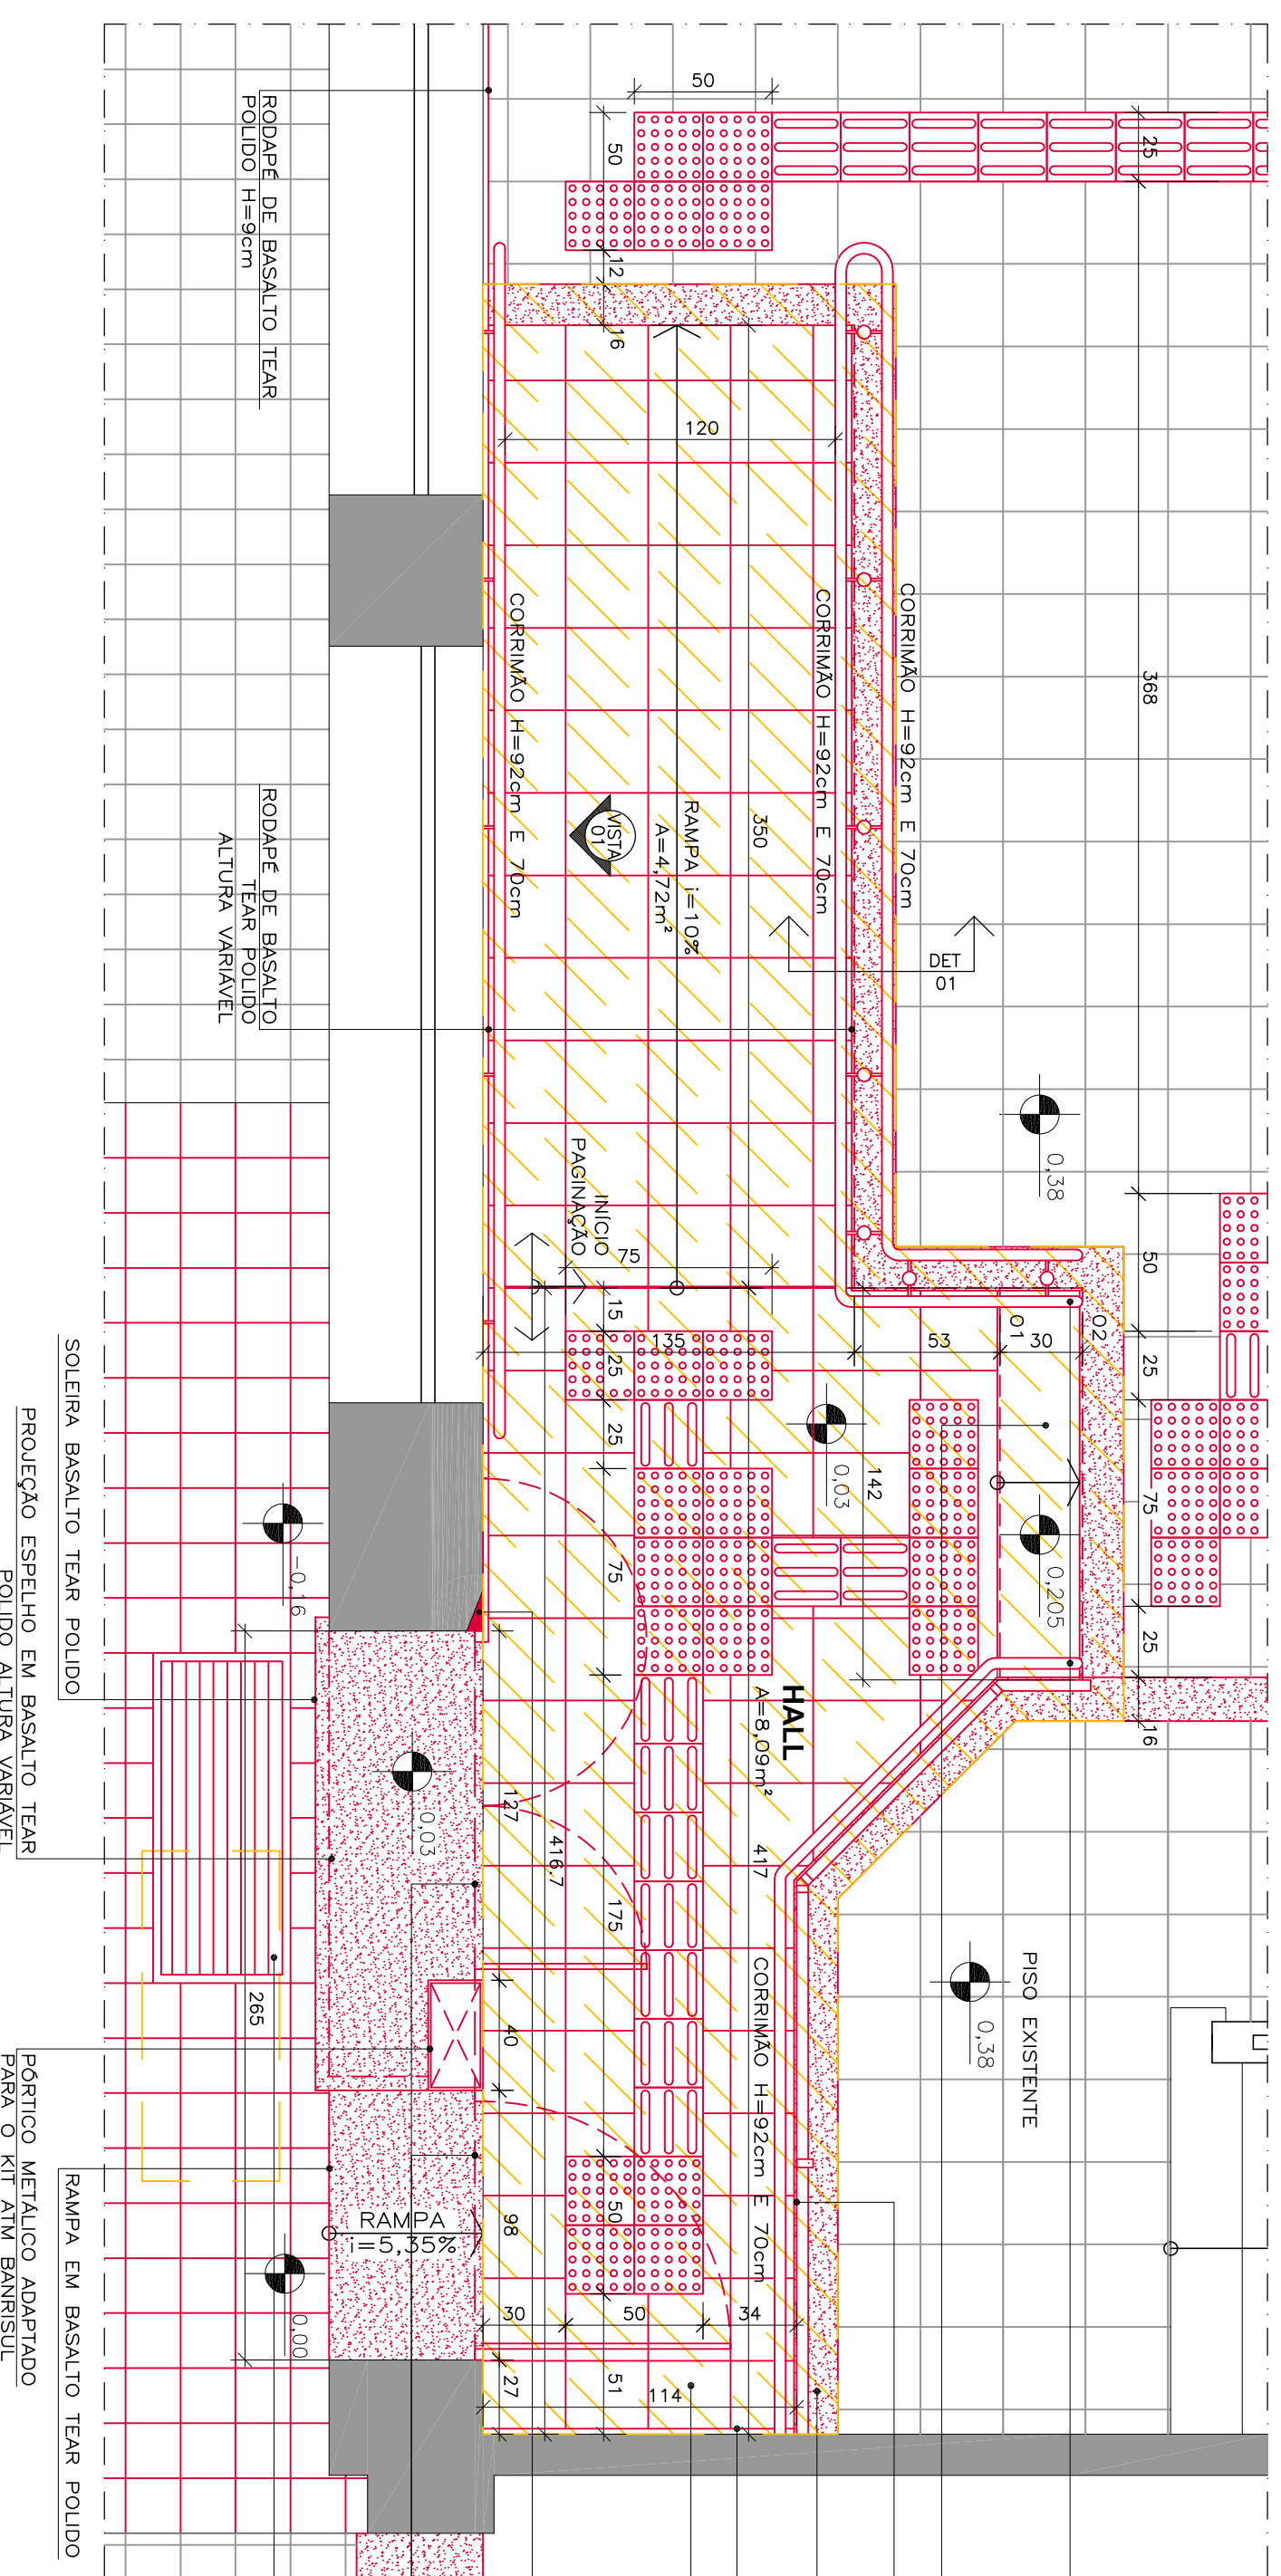 RODAPÉ DE BASALTO TEAR
POLIDO H=9cm
RODAPÉ DE BASALTO
TEAR POLIDO
ALTURA VARIÁVEL
SOLEIRA BASALTO TEAR POLIDO
PROJEÇÃO ESPELHO EM BASALTO TEAR
POLIDO ALTURA VARIÁVEL
PÓRTICO METÁLICO ADAPTADO
PARA O KIT ATM BANRISUL
RAMPA EM BASALTO TEAR POLIDO
50
50
12
16
25
368
120
CORRIMÃO H=92cm E 70cm
CORRIMÃO H=92cm E 70cm
CORRIMÃO H=92cm E 70cm
RAMPA i=10%
A=4,72m²
350
VISTA
01
DET
01
0,38
INÍCIO
PAGINAÇÃO
75
15
25
25
75
135
53
30
01
02
50
25
75
25
16
0,03
142
0,205
HALL
A=8,09m²
417
416.7
127
175
40
98
50
51
27
30
50
34
114
CORRIMÃO H=92cm E 70cm
PISO EXISTENTE
0,38
-0,16
0,03
265
RAMPA
i=5,35%
0,00